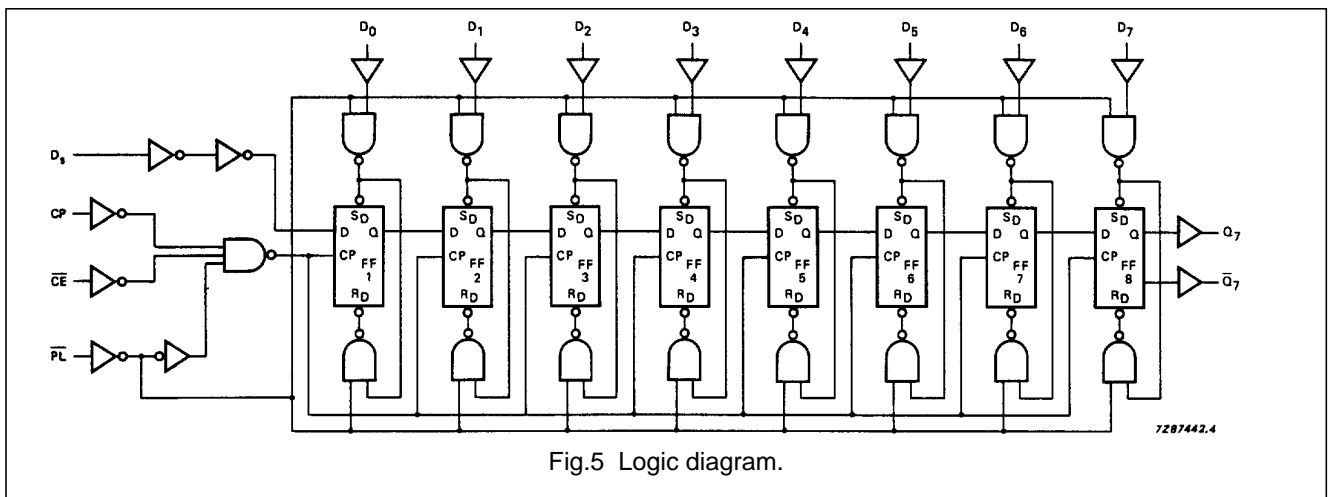 D0 D1 D2 D3 D4 D5 D6 D7
Ds
CP
CE
PL
SD SD SD SD SD SD SD SD
D Q D Q D Q D Q D Q D Q D Q D Q
CP FF 1 CP FF 2 CP FF 3 CP FF 4 CP FF 5 CP FF 6 CP FF 7 CP FF 8
RD RD RD RD RD RD RD RD
Q7
Q̅7
7Z87442.4
Fig.5 Logic diagram.